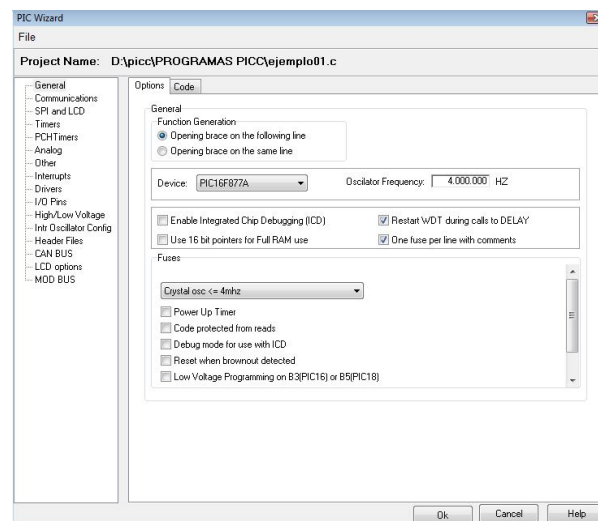 PIC Wizard
File
Project Name: D:\picc\PROGRAMAS PICC\ejemplo01.c
General
Communications
SPI and LCD
Timers
PCHTimers
Analog
Other
Interrupts
Drivers
I/O Pins
High/Low Voltage
Intr Oscillator Config
Header Files
CAN BUS
LCD options
MOD BUS
Options Code
General
Function Generation
Opening brace on the following line
Opening brace on the same line
Device: PIC16F877A Oscilator Frequency: 4.000.000 HZ
Enable Integrated Chip Debugging (ICD) Restart WDT during calls to DELAY
Use 16 bit pointers for Full RAM use One fuse per line with comments
Fuses
Crystal osc <= 4mhz
Power Up Timer
Code protected from reads
Debug mode for use with ICD
Reset when brownout detected
Low Voltage Programming on B3(PIC16) or B5(PIC18)
Ok Cancel Help